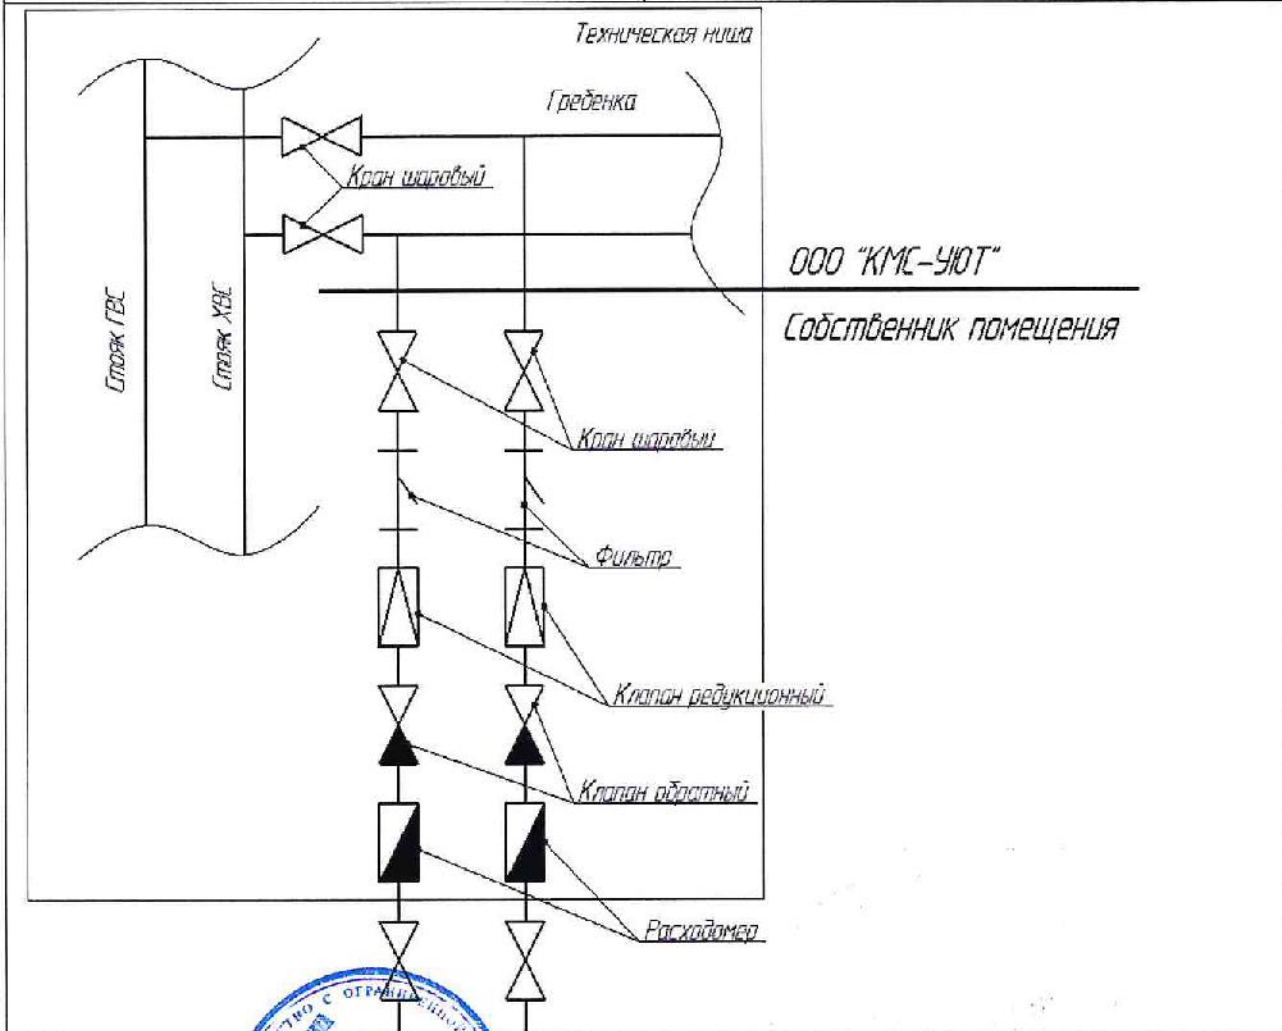 Техническая ниша
Гребенка
Кран шаровый
ООО "КМС-УЮТ"
Стояк ГВС
Стояк ХВС
Собственник помещения
Кран шаровый
Фильтр
Клапан редукционный
Клапан обратный
Расходомер
С ОГРАНИЧЕННОЙ